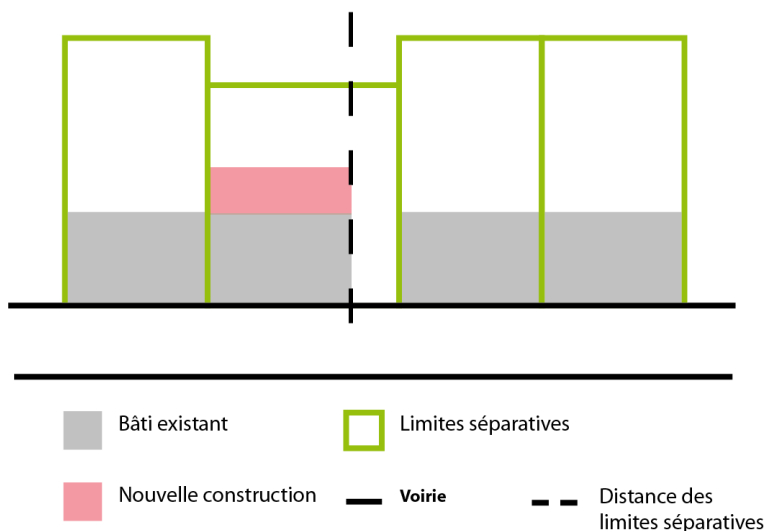 Bâti existant
Limites séparatives
Nouvelle construction
Voirie
Distance des
limites séparatives